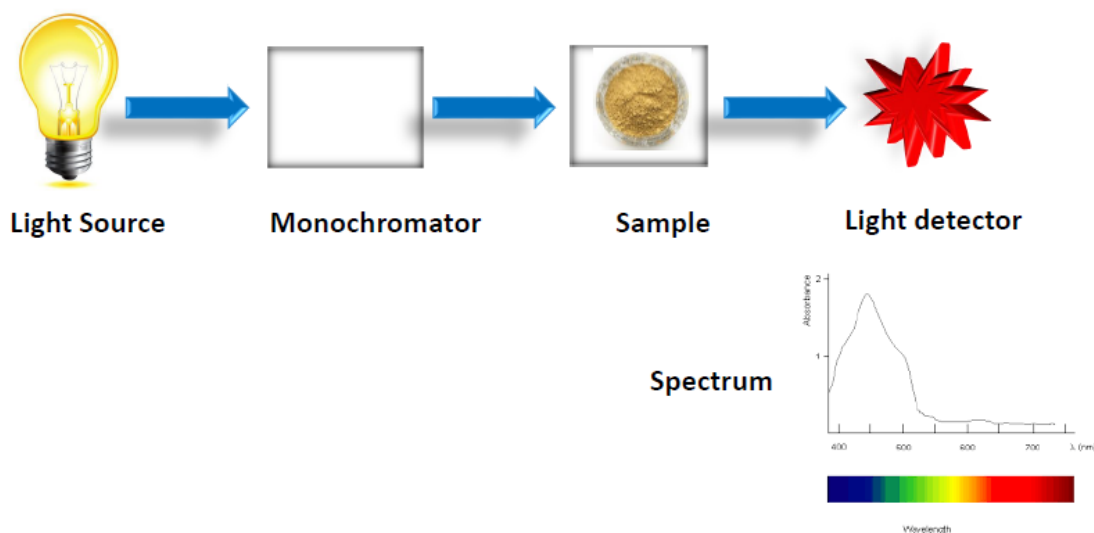 Light Source
Monochromator
Sample
Light detector
2
Absorbance
1
Spectrum
400
500
600
700
λ (nm)
Wavelength